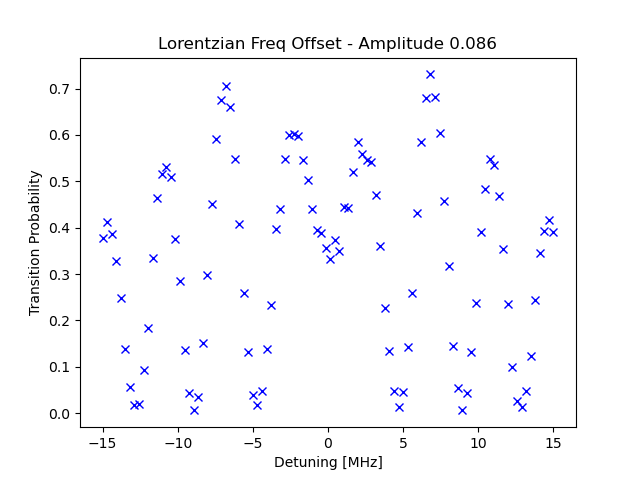 Lorentzian Freq Offset - Amplitude 0.086
Transition Probability
0.7
0.6
0.5
0.4
0.3
0.2
0.1
0.0
−15 −10 −5 0 5 10 15
Detuning [MHz]